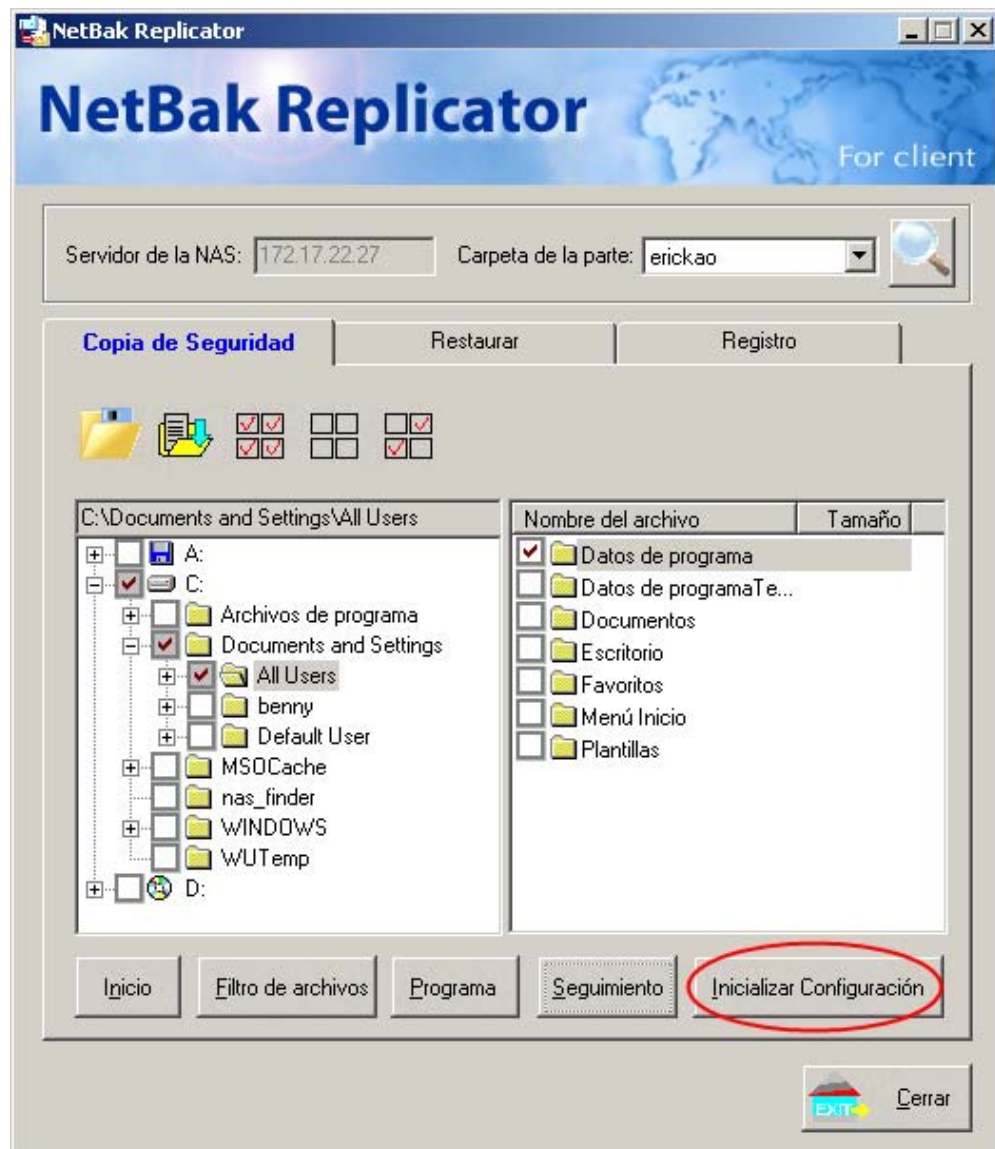 NetBak Replicator
NetBak Replicator
For client
Servidor de la NAS: 172.17.22.27 Carpeta de la parte: erickao
Copia de Seguridad Restaurar Registro
C:\Documents and Settings\All Users
A:
C:
Archivos de programa
Documents and Settings
All Users
benny
Default User
MSOCache
nas_finder
WINDOWS
WUTemp
D:
Nombre del archivo Tamaño
Datos de programa
Datos de programaTe...
Documentos
Escritorio
Favoritos
Menú Inicio
Plantillas
Inicio Filtro de archivos Programa Seguimiento Inicializar Configuración
EXIT Cerrar